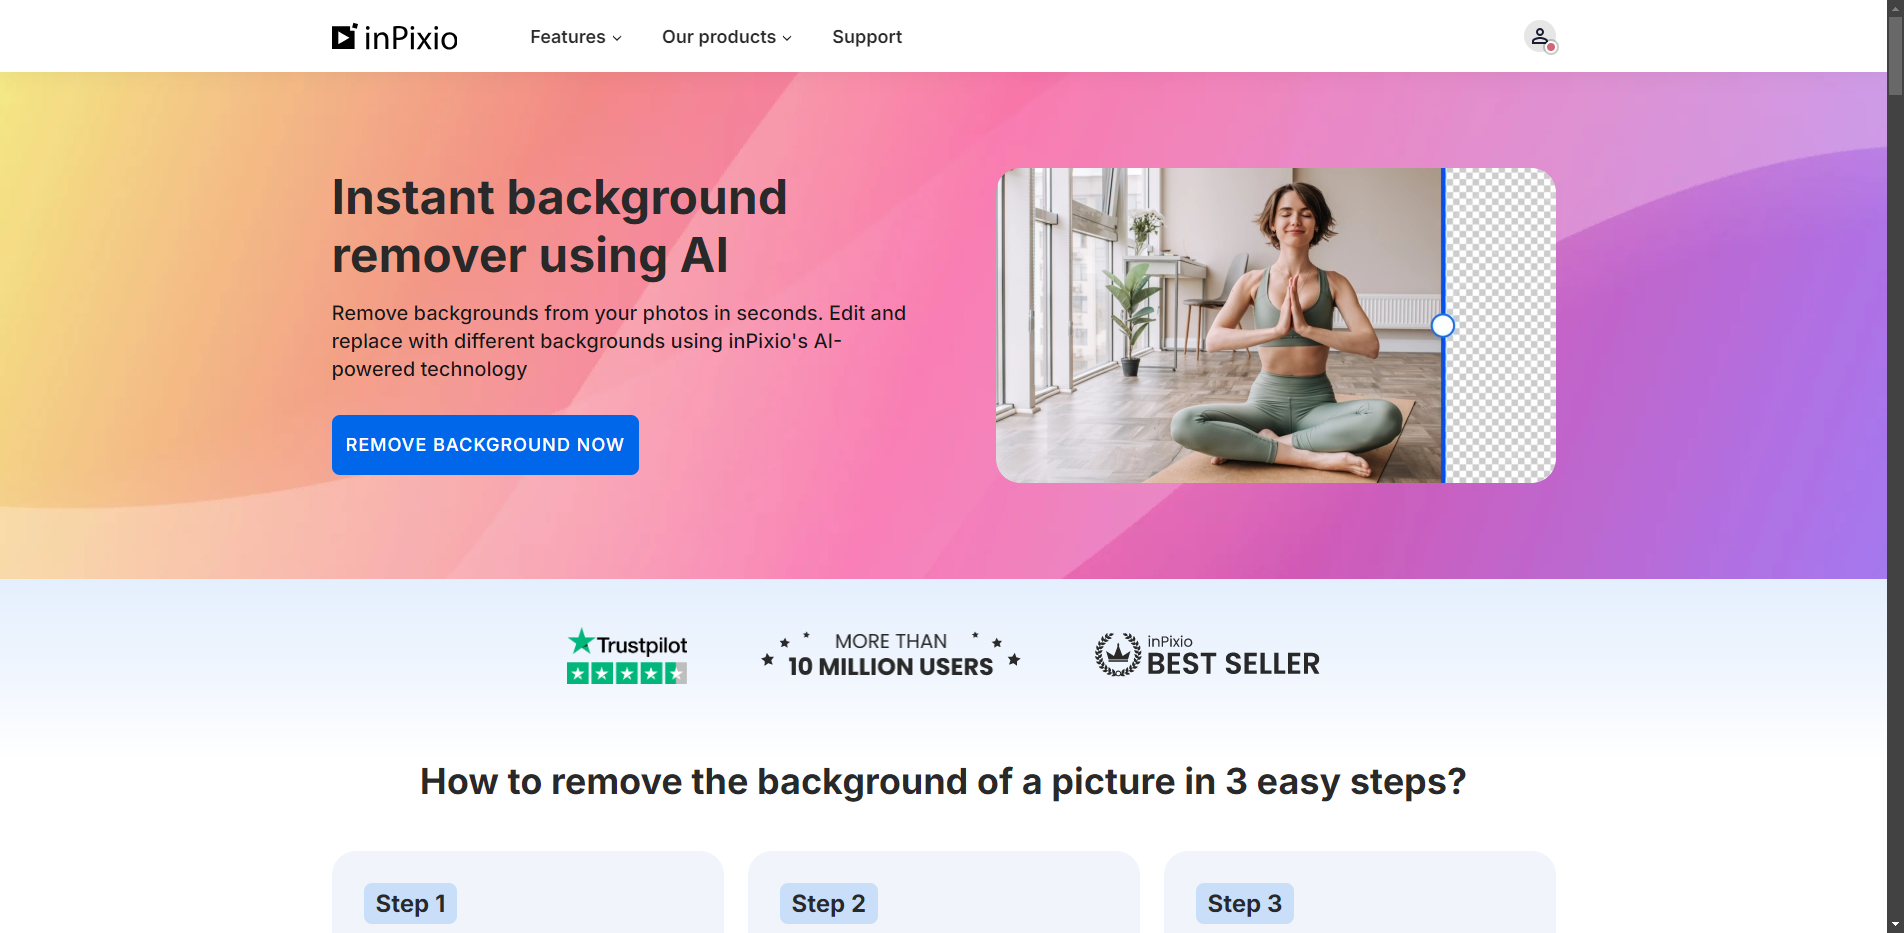 inPixio
Features
Our products
Support
Instant background
remover using AI
Remove backgrounds from your photos in seconds. Edit and
replace with different backgrounds using inPixio's AI-
powered technology
REMOVE BACKGROUND NOW
Trustpilot
MORE THAN
10 MILLION USERS
inPixio
BEST SELLER
How to remove the background of a picture in 3 easy steps?
Step 1
Step 2
Step 3